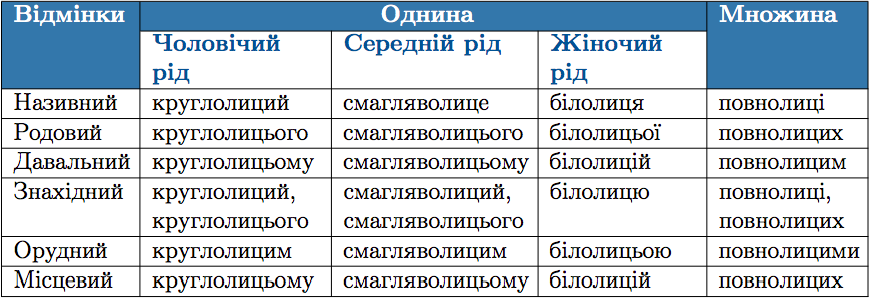 Відмінки Однина Множина
Чоловічий рід Середній рід Жіночий рід
Називний круглолиций смагляволице білолиця повнолиці
Родовий круглолицього смагляволицього білолицьої повнолицих
Давальний круглолицьому смагляволицьому білолицій повнолицим
Знахідний круглолиций, смагляволиций, білолицю повнолиці,
круглолицього смагляволицього повнолицих
Орудний круглолицим смагляволицим білолицьою повнолицими
Місцевий круглолицьому смагляволицьому білолицій повнолицих